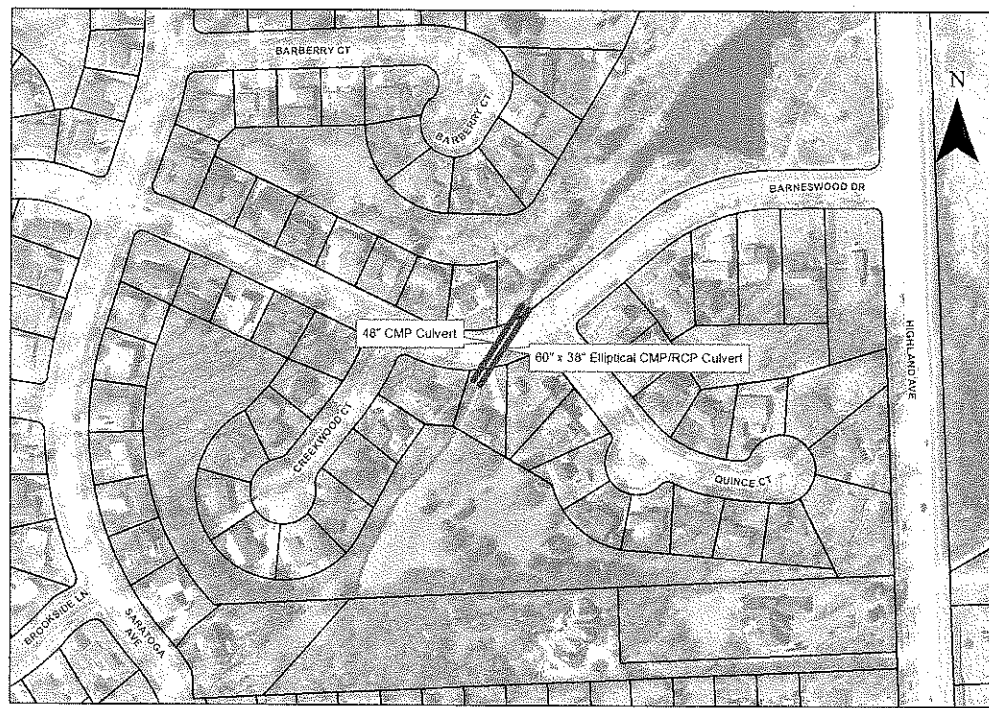 BARBERRY CT
BARBERRY CT
N
BARNESWOOD DR
48" CMP Culvert
60" x 38" Elliptical CMP/RCP Culvert
HIGHLAND AVE
CREEKWOOD CT
QUINCE CT
BROOKSIDE LN
SARATOGA
AVE